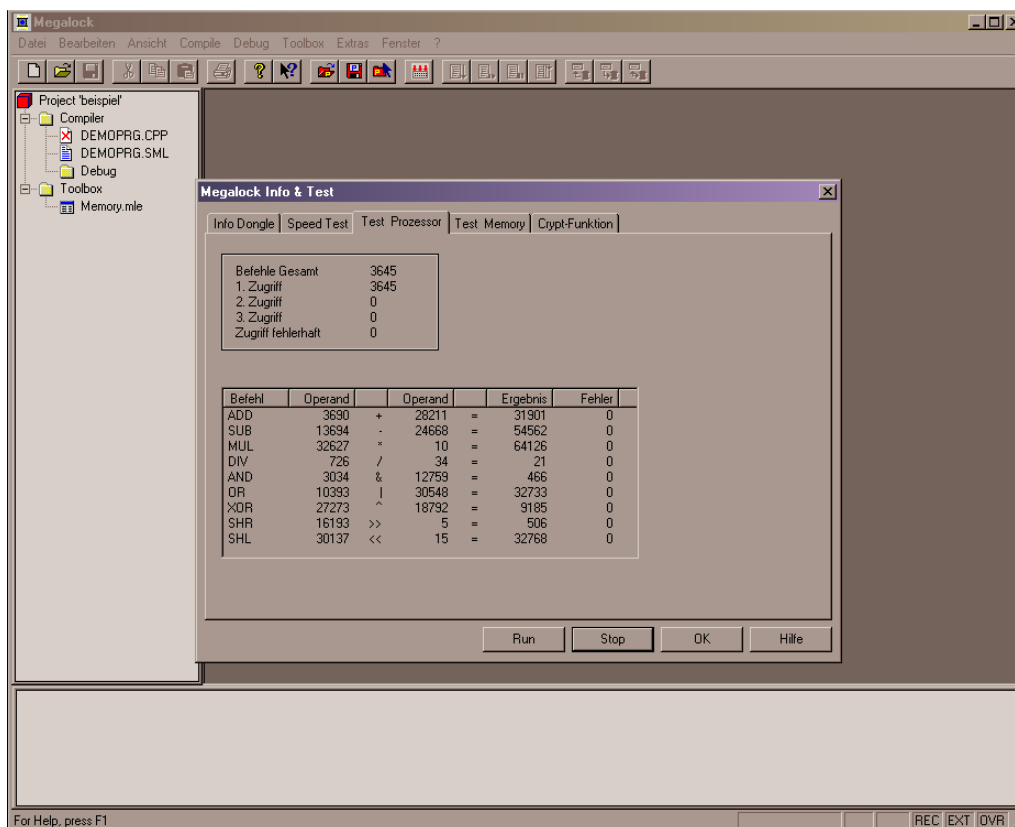 Megalock
Datei Bearbeiten Ansicht Compile Debug Toolbox Extras Fenster ?
Project 'beispiel'
Compiler
DEMOPRG.CPP
DEMOPRG.SML
Debug
Toolbox
Memory.mle
Megalock Info & Test
Info Dongle Speed Test Test Prozessor Test Memory Crypt-Funktion
Befehle Gesamt 3645
1. Zugriff 3645
2. Zugriff 0
3. Zugriff 0
Zugriff fehlerhaft 0
Befehl Operand Operand Ergebnis Fehler
ADD 3690 + 28211 = 31901 0
SUB 13694 - 24668 = 54562 0
MUL 32627 * 10 = 64126 0
DIV 726 / 34 = 21 0
AND 3034 & 12759 = 466 0
OR 10393 | 30548 = 32733 0
XOR 27273 ^ 18792 = 9185 0
SHR 16193 >> 5 = 506 0
SHL 30137 << 15 = 32768 0
Run Stop OK Hilfe
For Help, press F1
REC EXT OVR